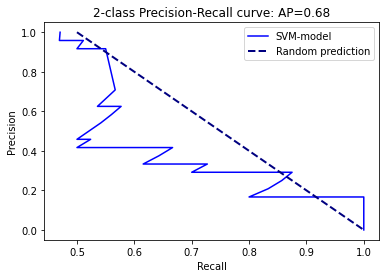 2-class Precision-Recall curve: AP=0.68
SVM-model
Random prediction
Precision
1.0
0.8
0.6
0.4
0.2
0.0
0.5
0.6
0.7
0.8
0.9
1.0
Recall